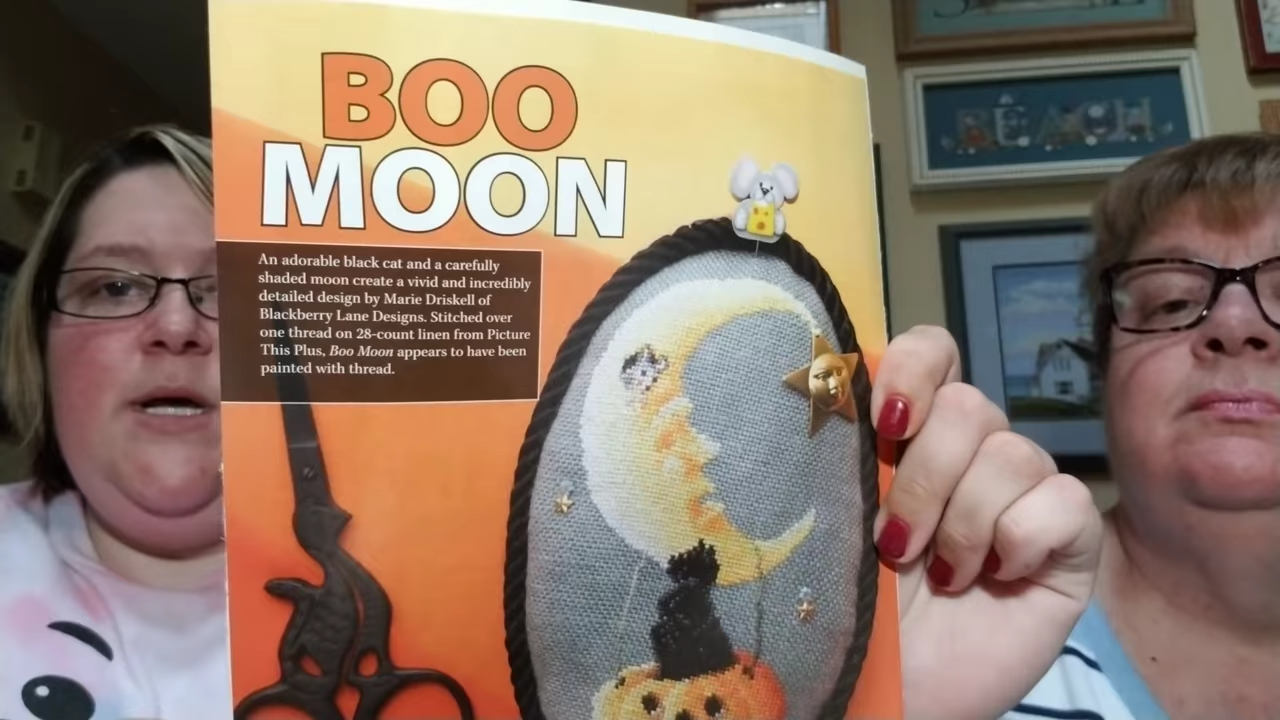 BOO
MOON
An adorable black cat and a carefully
shaded moon create a vivid and incredibly
detailed design by Marie Driskell of
Blackberry Lane Designs. Stitched over
one thread on 28-count linen from Picture
This Plus, Boo Moon appears to have been
painted with thread.